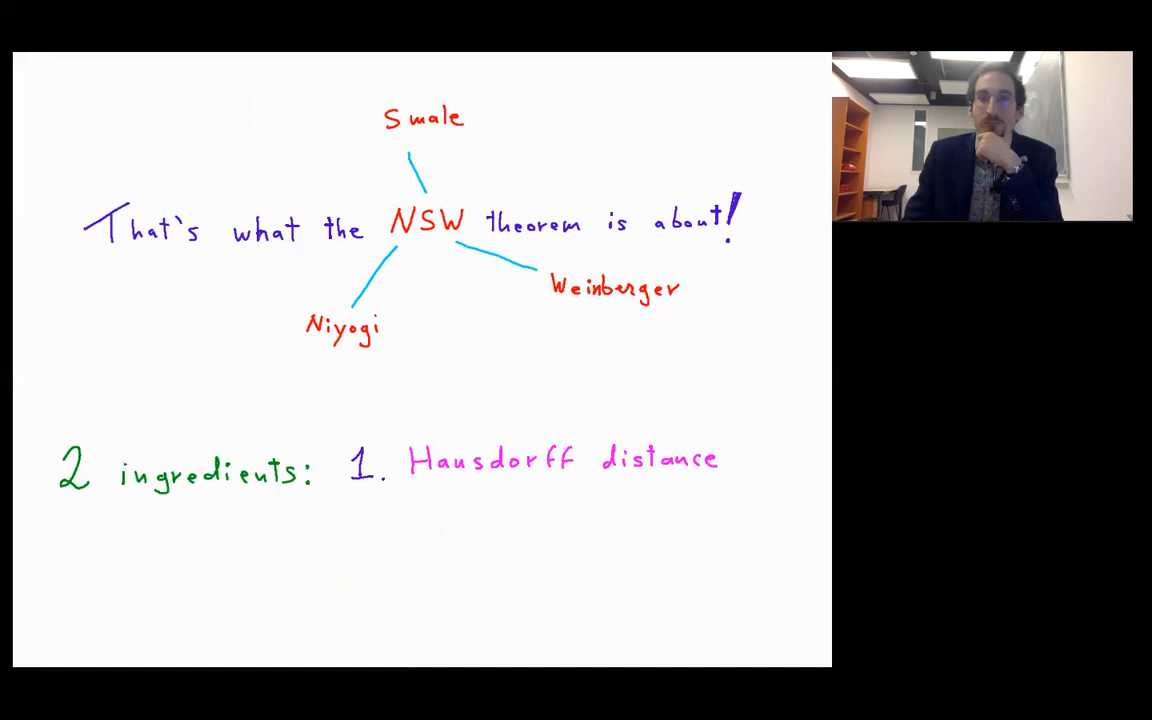 Smale
That's what the NSW theorem is about!
Weinberger
Niyogi
2 ingredients: 1. Hausdorff distance